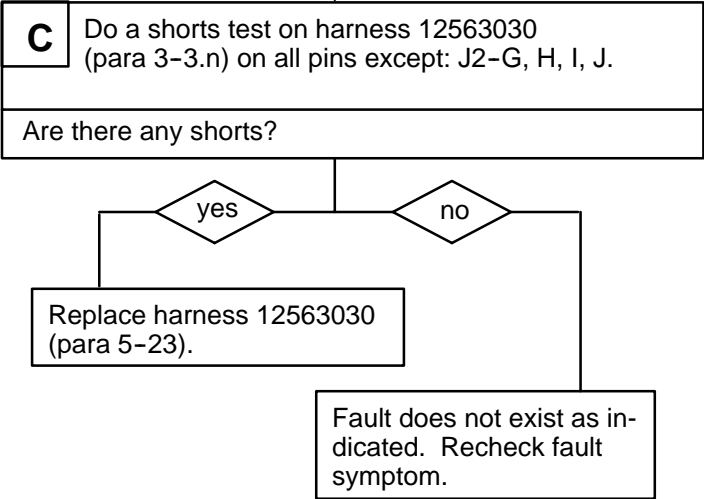 C
Do a shorts test on harness 12563030
(para 3-3.n) on all pins except: J2-G, H, I, J.
Are there any shorts?
yes
no
Replace harness 12563030
(para 5-23).
Fault does not exist as in-
dicated. Recheck fault
symptom.